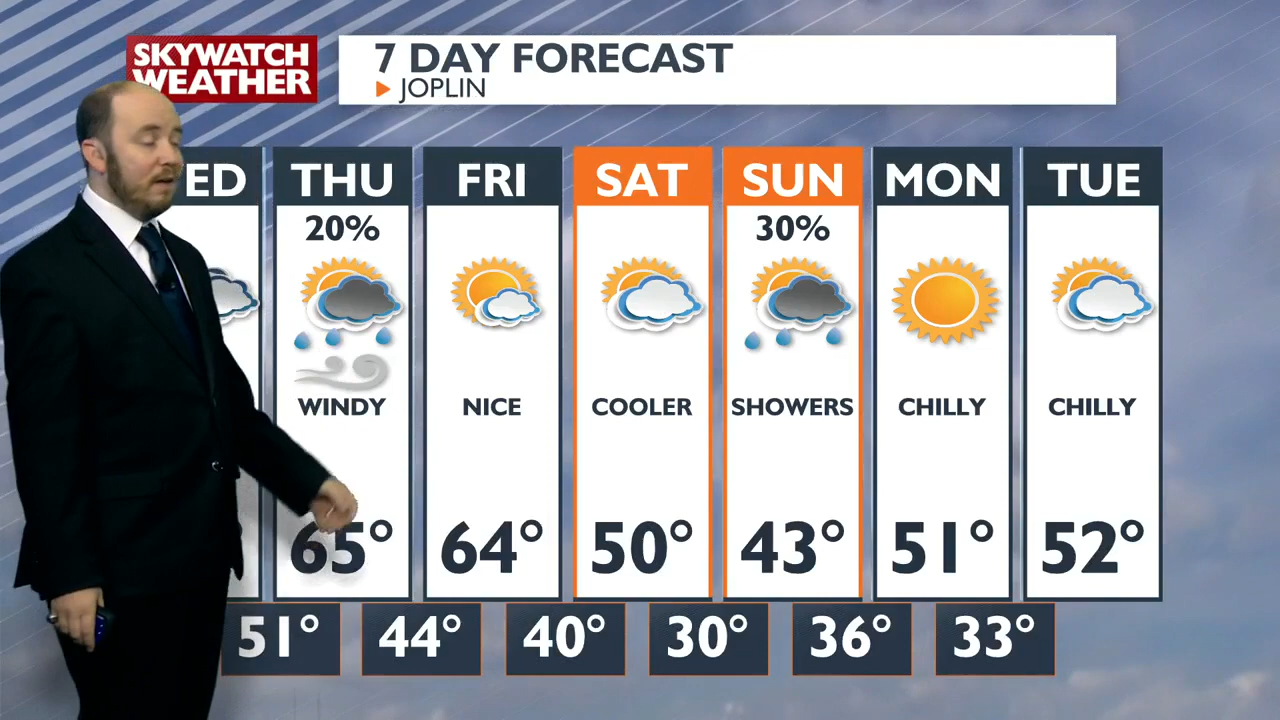 SKYWATCH
WEATHER
7 DAY FORECAST
JOPLIN
ED THU FRI SAT SUN MON TUE
20% 30%
WINDY NICE COOLER SHOWERS CHILLY CHILLY
65° 64° 50° 43° 51° 52°
51° 44° 40° 30° 36° 33°